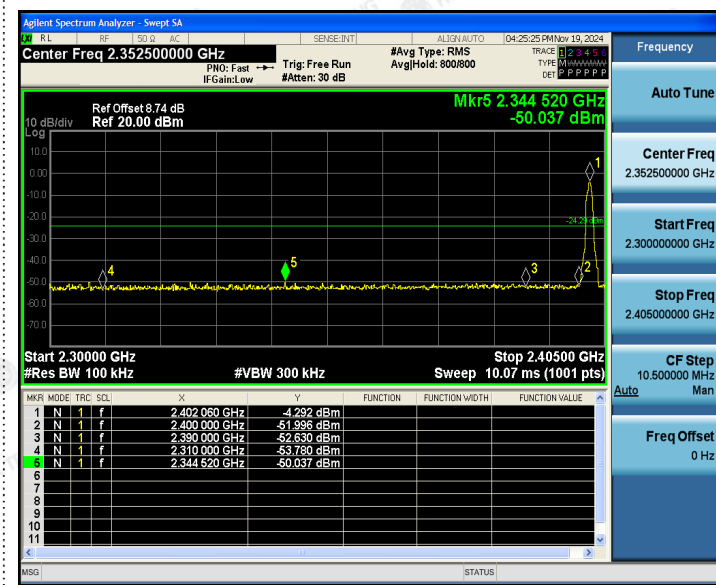 Agilent Spectrum Analyzer - Swept SA
LXI RL RF 50 Ω AC SENSE:INT ALIGN AUTO 04:25:25 PM Nov 19, 2024
Center Freq 2.352500000 GHz #Avg Type: RMS TRACE 1 2 3 4 5 6
PNO: Fast Trig: Free Run Avg|Hold: 800/800 TYPE M
IFGain:Low #Atten: 30 dB DET P P P P P P
Ref Offset 8.74 dB Mkr5 2.344 520 GHz
10 dB/div Ref 20.00 dBm -50.037 dBm
Log
10.0
0.00
-10.0
-20.0
-30.0
-40.0
-50.0
-60.0
-70.0
1
-24.29 dBm
4 5 3 2
Start 2.30000 GHz Stop 2.40500 GHz
#Res BW 100 kHz #VBW 300 kHz Sweep 10.07 ms (1001 pts)
MKR MODE TRC SCL X Y FUNCTION FUNCTION WIDTH FUNCTION VALUE
1 N 1 f 2.402 060 GHz -4.292 dBm
2 N 1 f 2.400 000 GHz -51.996 dBm
3 N 1 f 2.390 000 GHz -52.630 dBm
4 N 1 f 2.310 000 GHz -53.780 dBm
5 N 1 f 2.344 520 GHz -50.037 dBm
6
7
8
9
10
11
MSG STATUS
Frequency
Auto Tune
Center Freq
2.352500000 GHz
Start Freq
2.300000000 GHz
Stop Freq
2.405000000 GHz
CF Step
10.500000 MHz
Auto Man
Freq Offset
0 Hz